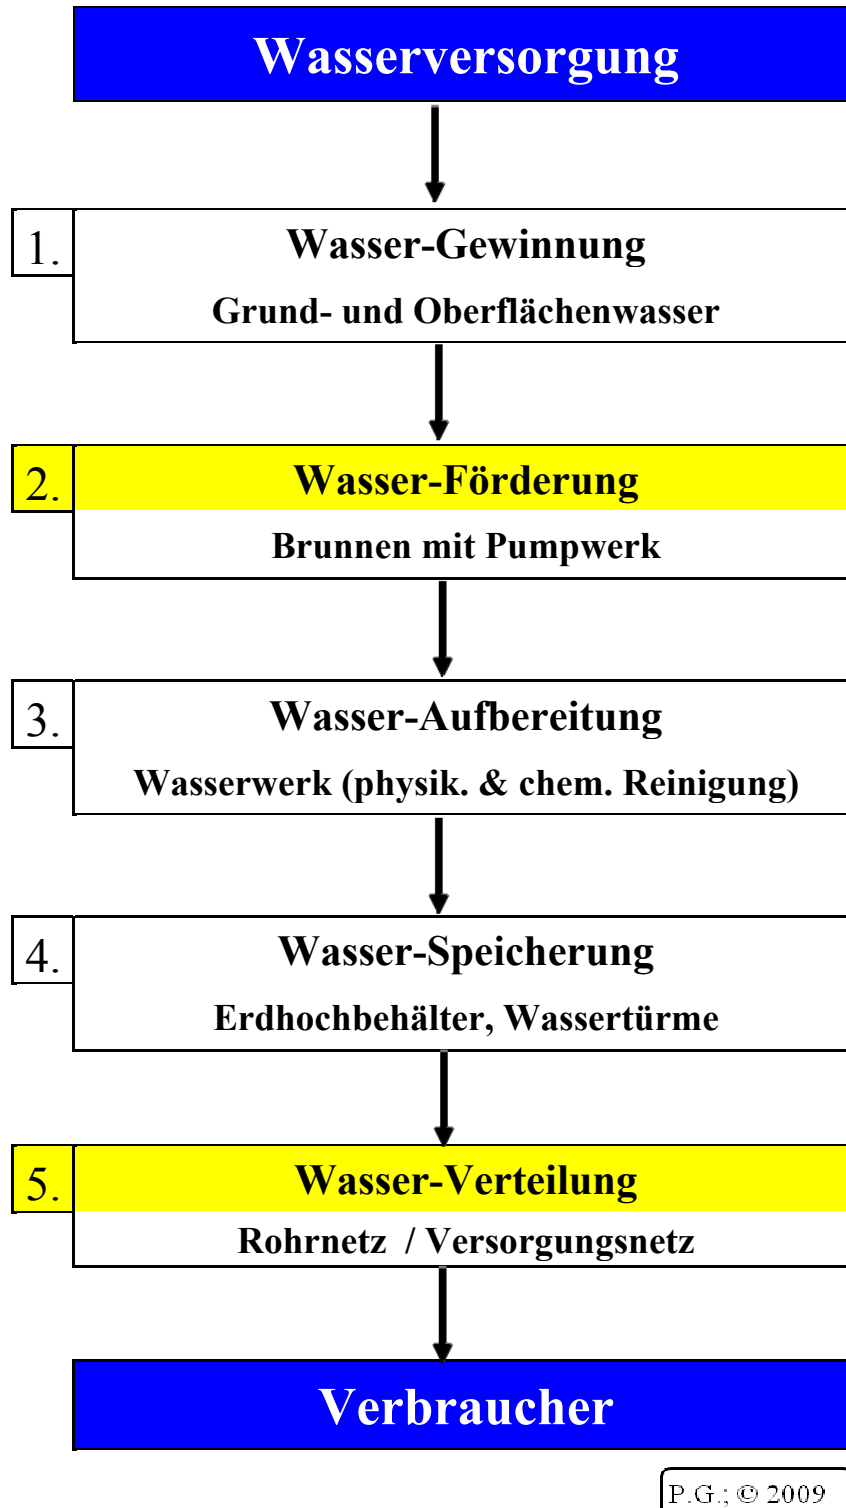 Wasserversorgung
1. Wasser-Gewinnung
Grund- und Oberflächenwasser
2. Wasser-Förderung
Brunnen mit Pumpwerk
3. Wasser-Aufbereitung
Wasserwerk (physik. & chem. Reinigung)
4. Wasser-Speicherung
Erdhochbehälter, Wassertürme
5. Wasser-Verteilung
Rohrnetz / Versorgungsnetz
Verbraucher
P.G.; © 2009